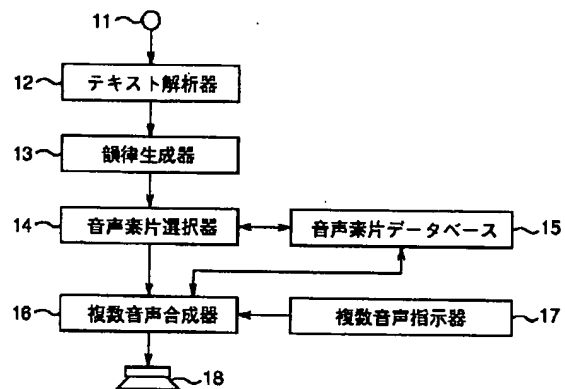 11
12 テキスト解析器
13 韻律生成器
14 音声素片選択器 音声素片データベース 15
16 複数音声合成器 複数音声指示器 17
18